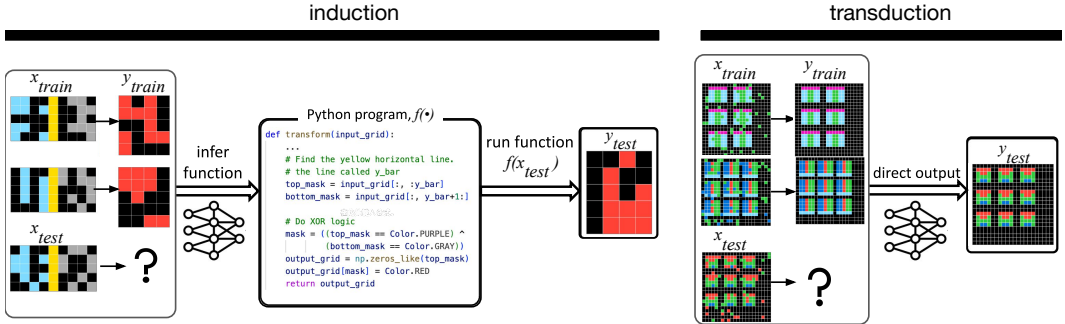 induction
x_train y_train
x_test
?
infer
function
Python program, f(•)
def transform(input_grid):
...
# Find the yellow horizontal line.
# the line called y_bar
top_mask = input_grid[:, :y_bar]
bottom_mask = input_grid[:, y_bar+1:]
# Do XOR logic
mask = ((top_mask == Color.PURPLE) ^
(bottom_mask == Color.GRAY))
output_grid = np.zeros_like(top_mask)
output_grid[mask] = Color.RED
return output_grid
run function
f(x_test)
y_test
transduction
x_train y_train
x_test
?
direct output
y_test